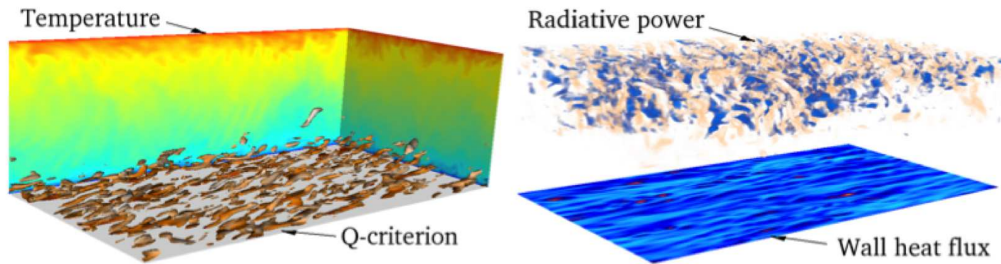 Temperature
Q-criterion
Radiative power
Wall heat flux